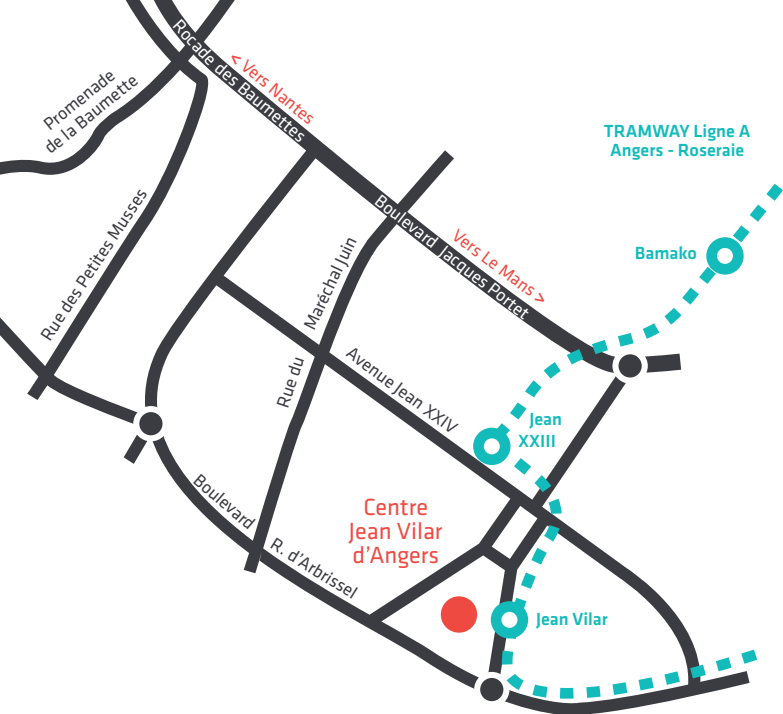 Rocade des Baumettes
< Vers Nantes
Promenade
de la Baumette
TRAMWAY Ligne A
Angers - Roseraie
Rue des Petites Musses
Boulevard Jacques Portet
Vers Le Mans >
Bamako
Rue du Maréchal Juin
Avenue Jean XXIV
Jean
XXIII
Boulevard R. d'Arbrissel
Centre
Jean Vilar
d'Angers
Jean Vilar